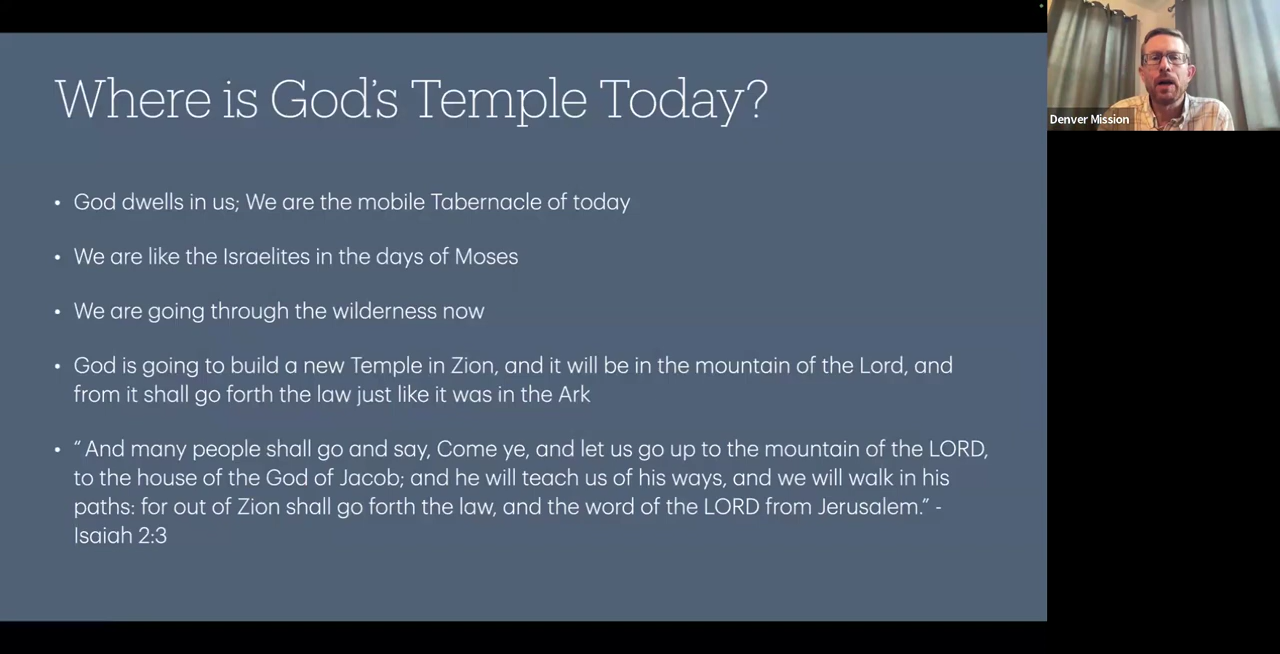 Where is God's Temple Today?
• God dwells in us; We are the mobile Tabernacle of today
• We are like the Israelites in the days of Moses
• We are going through the wilderness now
• God is going to build a new Temple in Zion, and it will be in the mountain of the Lord, and
from it shall go forth the law just like it was in the Ark
• “ And many people shall go and say, Come ye, and let us go up to the mountain of the LORD,
to the house of the God of Jacob; and he will teach us of his ways, and we will walk in his
paths: for out of Zion shall go forth the law, and the word of the LORD from Jerusalem.” -
Isaiah 2:3
Denver Mission